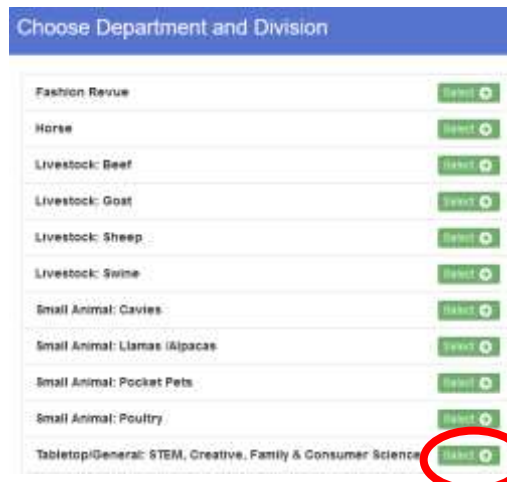 Choose Department and Division
Fashion Revue Select
Horse Select
Livestock: Beef Select
Livestock: Goat Select
Livestock: Sheep Select
Livestock: Swine Select
Small Animal: Cavies Select
Small Animal: Llamas /Alpacas Select
Small Animal: Pocket Pets Select
Small Animal: Poultry Select
Tabletop/General: STEM, Creative, Family & Consumer Science Select